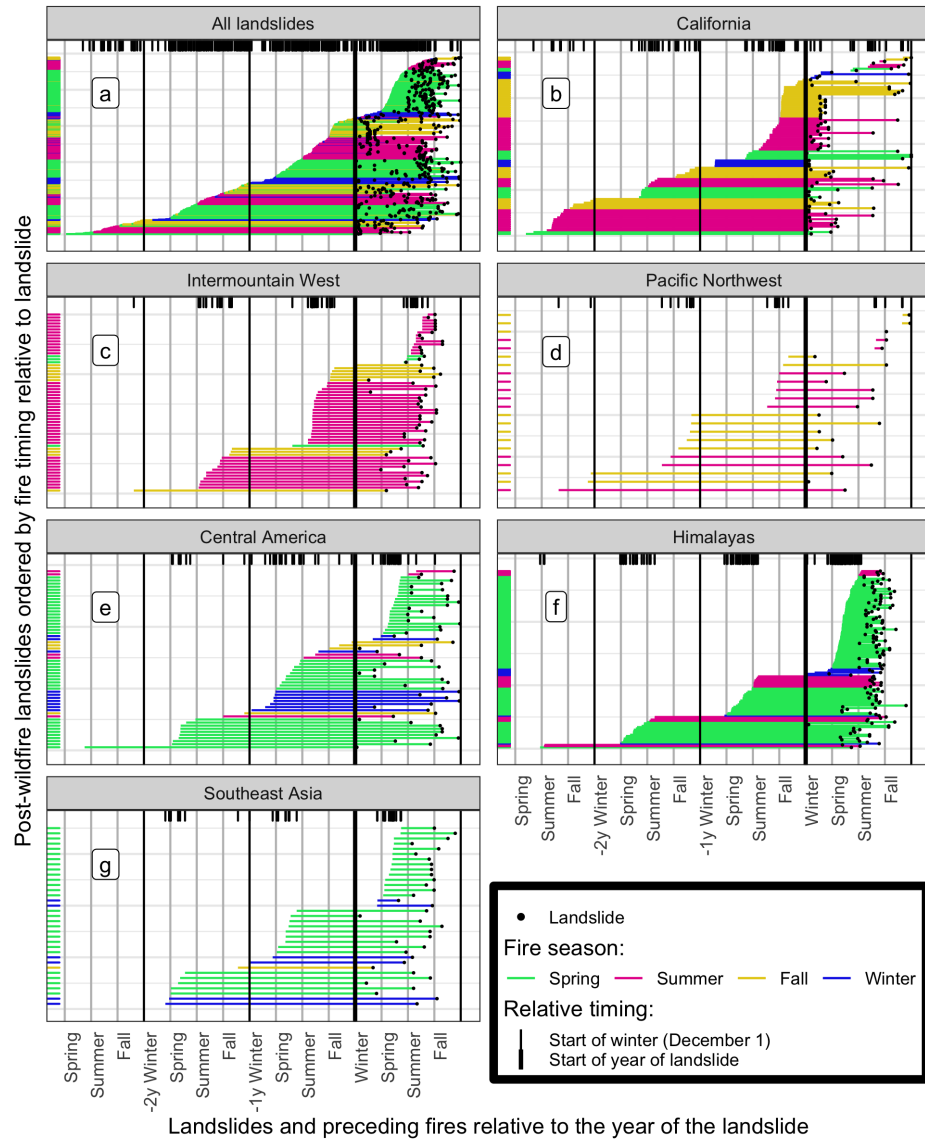 All landslides
California
a
b
Intermountain West
Pacific Northwest
c
d
Central America
Himalayas
e
f
Southeast Asia
g
Spring
Summer
Fall
-2y Winter
Spring
Summer
Fall
-1y Winter
Spring
Summer
Fall
Winter
Spring
Summer
Fall
Spring
Summer
Fall
-2y Winter
Spring
Summer
Fall
-1y Winter
Spring
Summer
Fall
Winter
Spring
Summer
Fall
Landslide
Fire season:
Spring Summer Fall Winter
Relative timing:
Start of winter (December 1)
Start of year of landslide
Post-wildfire landslides ordered by fire timing relative to landslide
Landslides and preceding fires relative to the year of the landslide